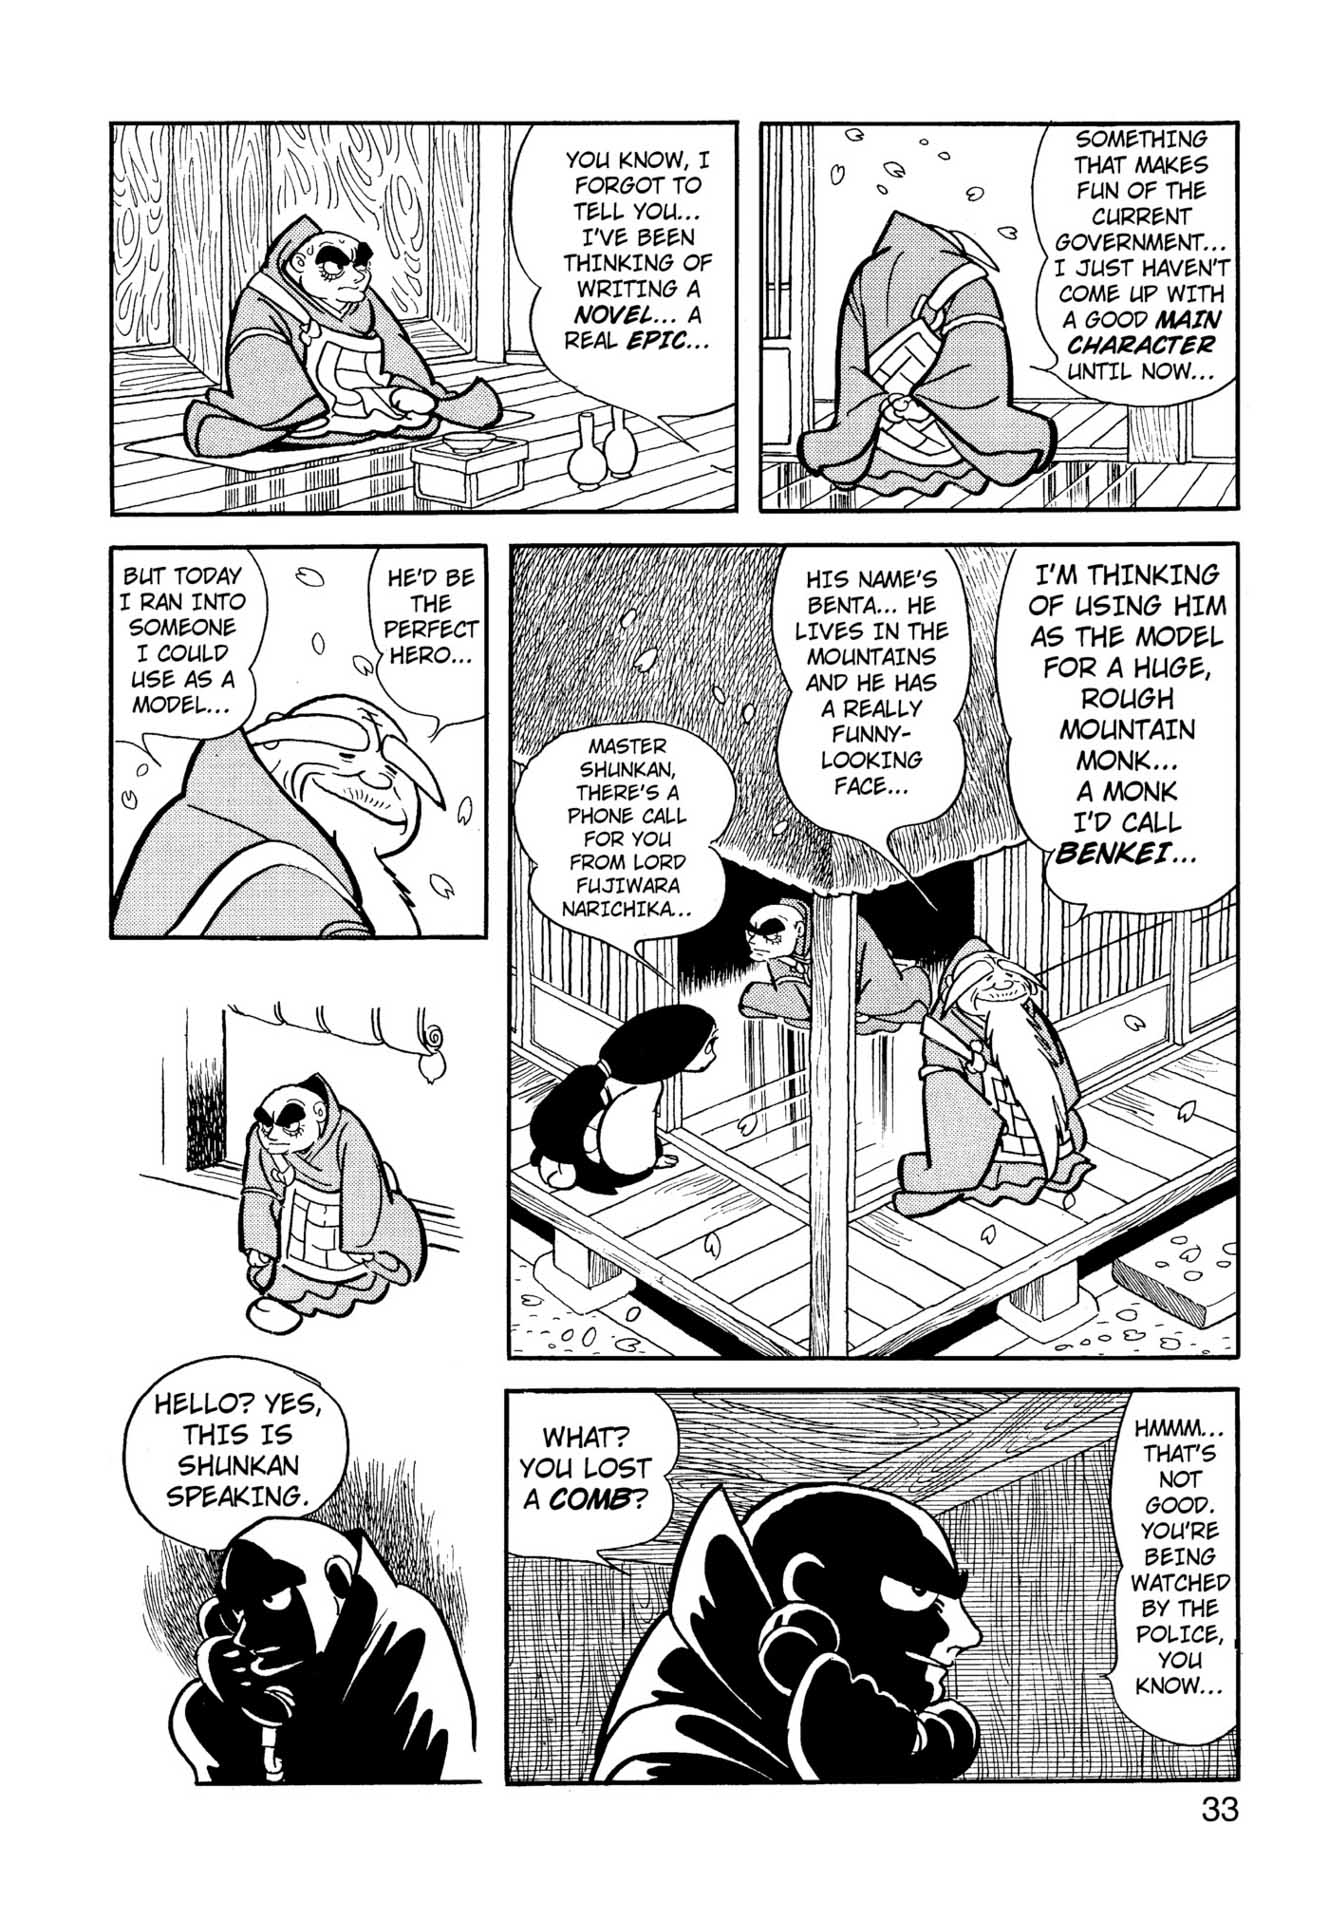 YOU KNOW, I
FORGOT TO
TELL YOU...
I'VE BEEN
THINKING OF
WRITING A
NOVEL... A
REAL EPIC...
SOMETHING
THAT MAKES
FUN OF THE
CURRENT
GOVERNMENT...
I JUST HAVEN'T
COME UP WITH
A GOOD MAIN
CHARACTER
UNTIL NOW...
BUT TODAY
I RAN INTO
SOMEONE
I COULD
USE AS A
MODEL...
HE'D BE
THE
PERFECT
HERO...
HIS NAME'S
BENTA... HE
LIVES IN THE
MOUNTAINS
AND HE HAS
A REALLY
FUNNY-
LOOKING
FACE...
I'M THINKING
OF USING HIM
AS THE MODEL
FOR A HUGE,
ROUGH
MOUNTAIN
MONK...
A MONK
I'D CALL
BENKEI...
MASTER
SHUNKAN,
THERE'S A
PHONE CALL
FOR YOU
FROM LORD
FUJIWARA
NARICHIKA...
HELLO? YES,
THIS IS
SHUNKAN
SPEAKING.
WHAT?
YOU LOST
A COMB?
HMMM...
THAT'S
NOT
GOOD.
YOU'RE
BEING
WATCHED
BY THE
POLICE,
YOU
KNOW...
33